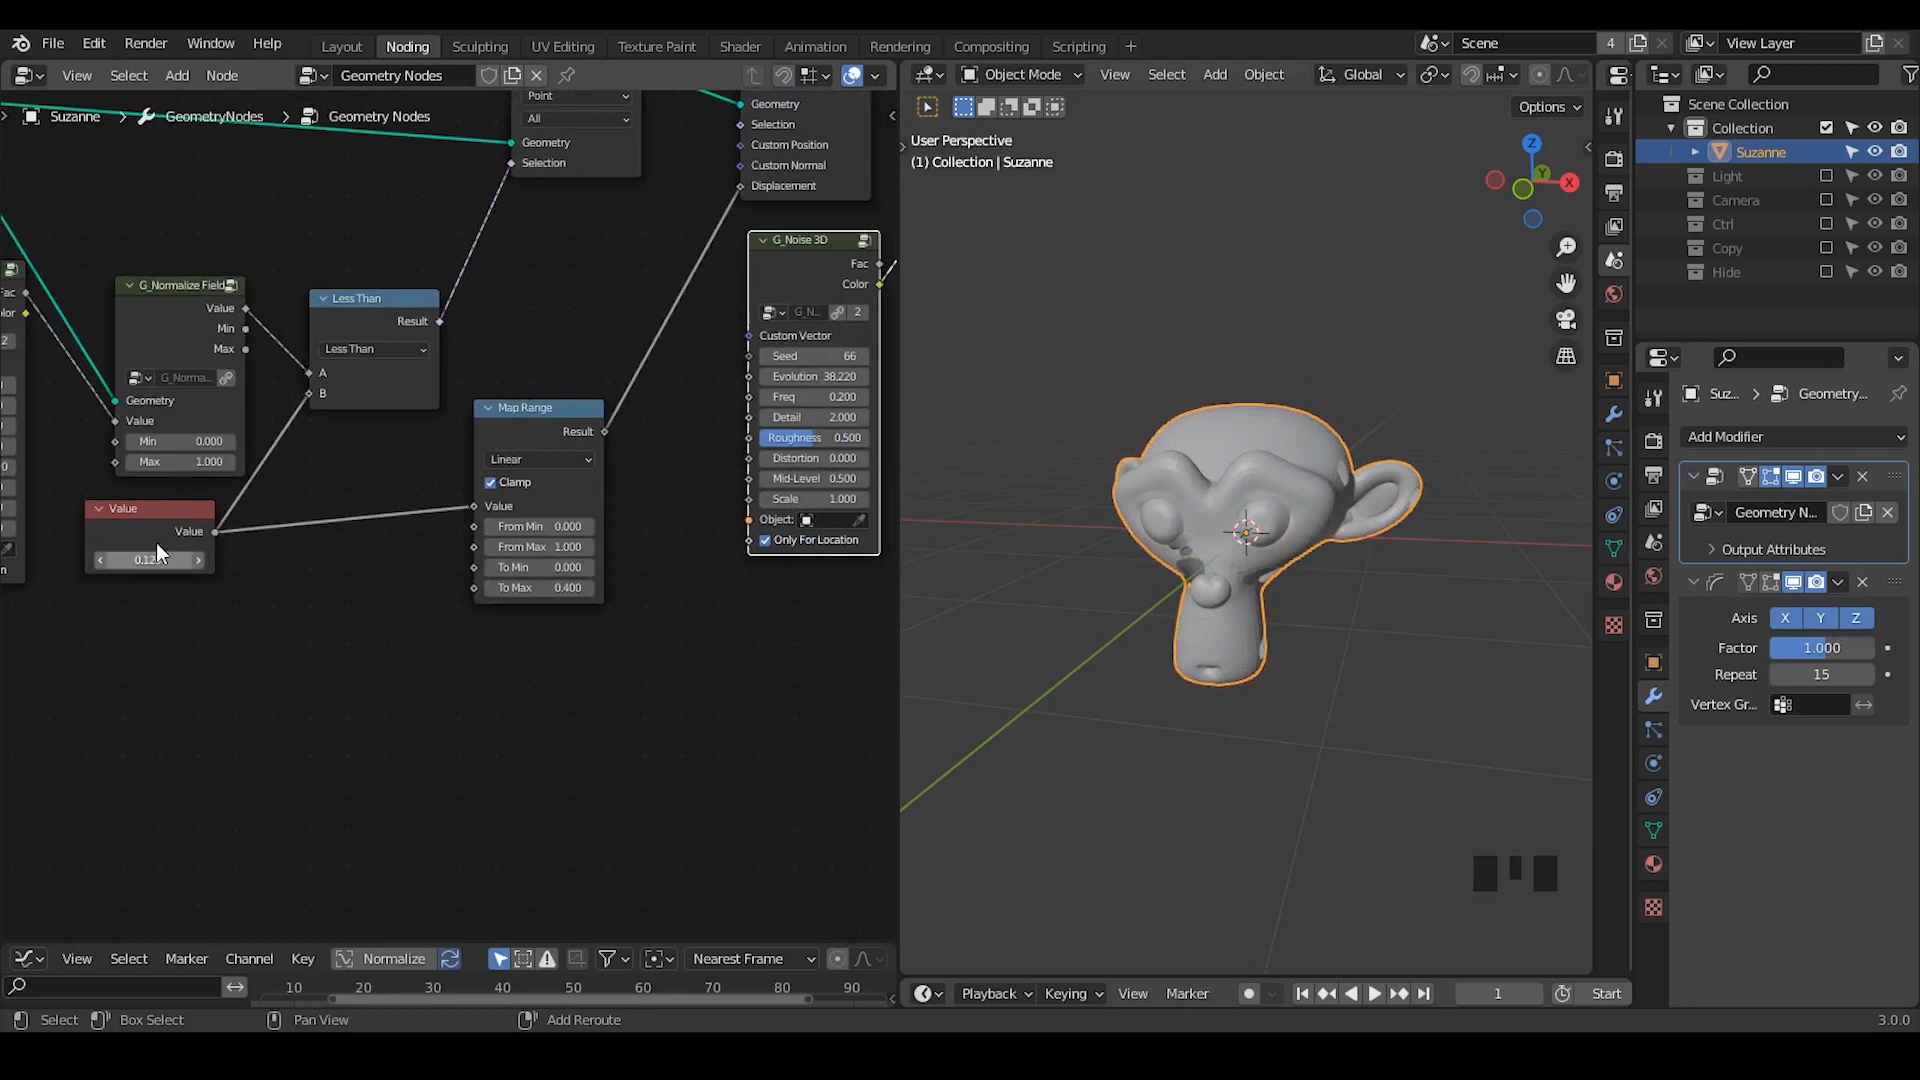 File Edit Render Window Help Layout Noding Sculpting UV Editing Texture Paint Shader Animation Rendering Compositing Scripting + Scene 4 View Layer
View Select Add Node Geometry Nodes
Object Mode View Select Add Object Global
Options
Suzanne > GeometryNodes > Geometry Nodes
Point
All
Geometry
Selection
Geometry
Selection
Custom Position
Custom Normal
Displacement
G_Normalize Field
Value
Min
Max
G_Norma...
Geometry
Value
Min 0.000
Max 1.000
Less Than
Result
Less Than
A
B
Value
Value
Map Range
Result
Linear
Clamp
Value
From Min 0.000
From Max 1.000
To Min 0.000
To Max 0.400
G_Noise 3D
Fac
Color
G_N... 2
Custom Vector
Seed 66
Evolution 38.220
Freq 0.200
Detail 2.000
Roughness 0.500
Distortion 0.000
Mid-Level 0.500
Scale 1.000
Object:
Only For Location
User Perspective
(1) Collection | Suzanne
Z
Y
X
Scene Collection
Collection
Suzanne
Light
Camera
Ctrl
Copy
Hide
Suz... > Geometry...
Add Modifier
Geometry N...
Output Attributes
Axis X Y Z
Factor 1.000
Repeat 15
Vertex Gr...
View Select Marker Channel Key Normalize Nearest Frame
10 20 30 40 50 60 70 80 90
Playback Keying View Marker 1 Start
Select Box Select Pan View Add Reroute 3.0.0